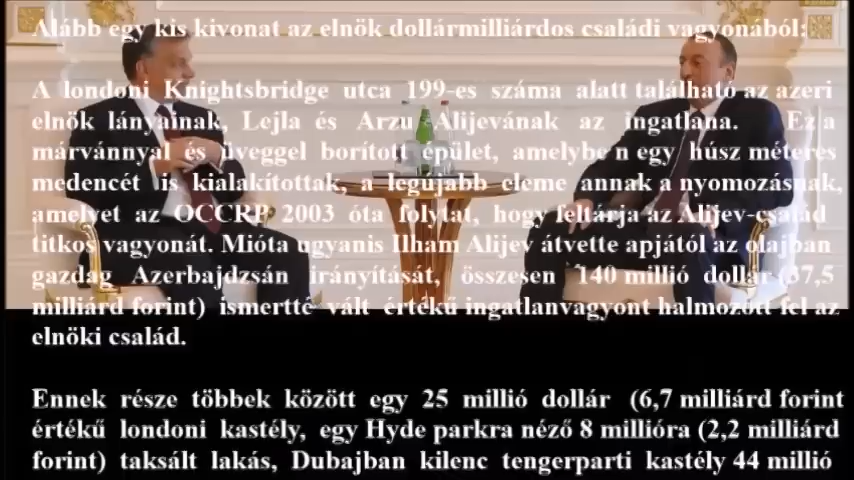 Alább egy kis kivonat az elnök dollármilliárdos családi vagyonából:
A londoni Knightsbridge utca 199-es száma alatt található az azeri
elnök lányainak, Lejla és Arzu Alijevának az ingatlana. Ez a
márvánnyal és üveggel borított épület, amelybe n egy húsz méteres
medencét is kialakítottak, a legújabb eleme annak a nyomozásnak,
amelyet az OCCRP 2003 óta folytat, hogy feltárja az Alijev-család
titkos vagyonát. Mióta ugyanis Ilham Alijev átvette apjától az olajban
gazdag Azerbajdzsán irányítását, összesen 140 millió dollár (37,5
milliárd forint) ismertté vált értékű ingatlanvagyont halmozott fel az
elnöki család.
Ennek része többek között egy 25 millió dollár (6,7 milliárd forint
értékű londoni kastély, egy Hyde parkra néző 8 millióra (2,2 milliárd
forint) taksált lakás, Dubajban kilenc tengerparti kastély 44 millió